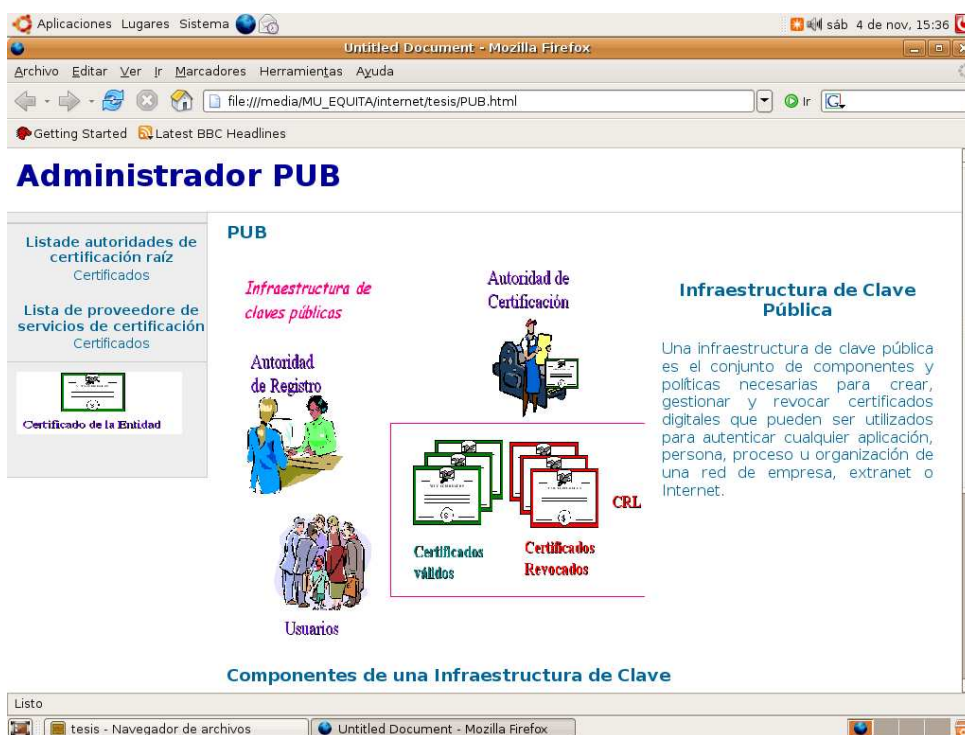 Aplicaciones Lugares Sistema
sáb 4 de nov, 15:36
Untitled Document - Mozilla Firefox
Archivo Editar Ver Ir Marcadores Herramientas Ayuda
file:///media/MU_EQUITA/internet/tesis/PUB.html
Ir
G
Getting Started Latest BBC Headlines
Administrador PUB
Listade autoridades de
certificación raíz
Certificados
Lista de proveedore de
servicios de certificación
Certificados
Certificado de la Entidad
PUB
Infraestructura de
claves públicas
Autoridad de
Certificación
Autoridad
de Registro
CRL
Certificados
válidos
Certificados
Revocados
Usuarios
Infraestructura de Clave
Pública
Una infraestructura de clave pública
es el conjunto de componentes y
políticas necesarias para crear,
gestionar y revocar certificados
digitales que pueden ser utilizados
para autenticar cualquier aplicación,
persona, proceso u organización de
una red de empresa, extranet o
Internet.
Componentes de una Infraestructura de Clave
Listo
tesis - Navegador de archivos
Untitled Document - Mozilla Firefox